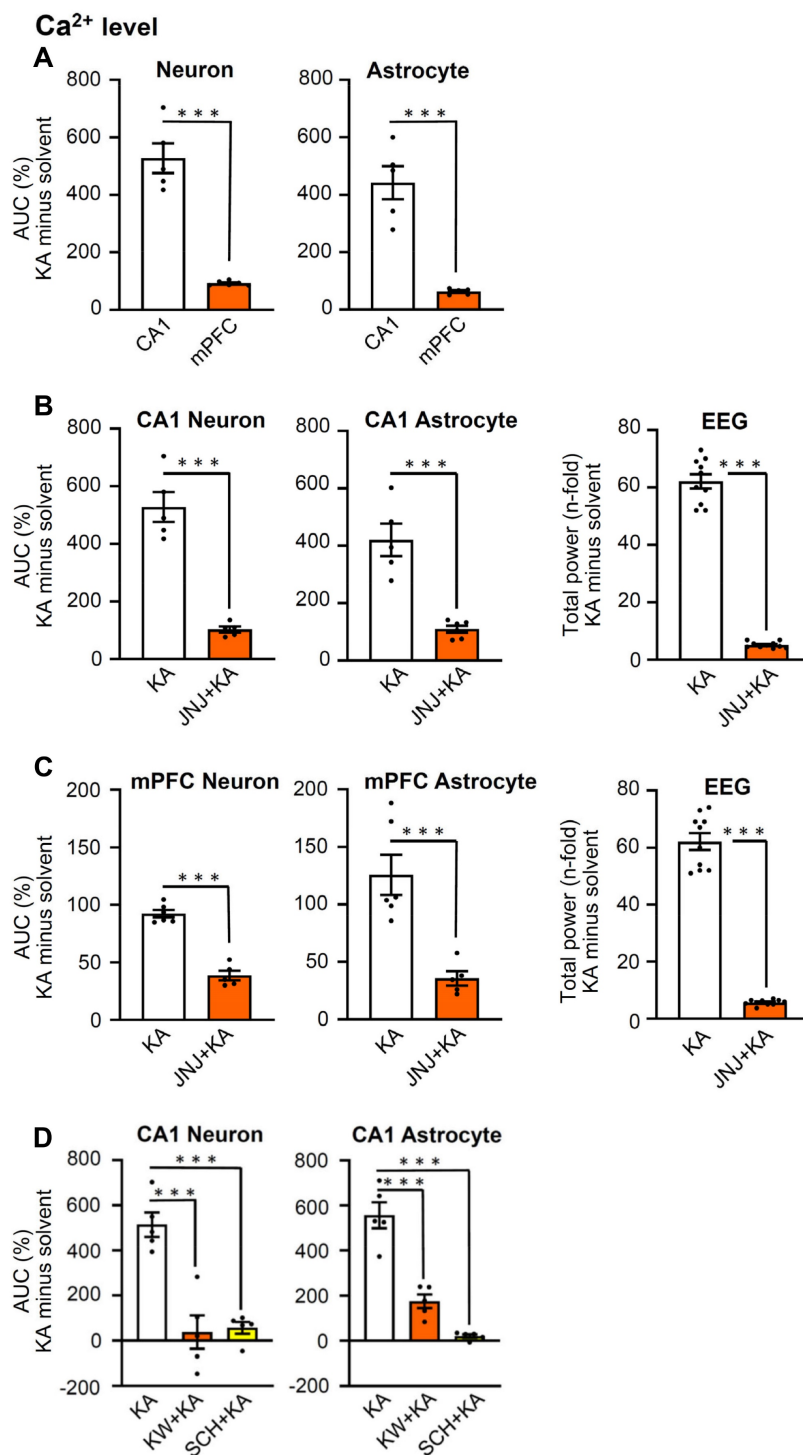 Ca²⁺ level
A
Neuron
Astrocyte
AUC (%)
KA minus solvent
800
600
400
200
0
* * *
CA1
mPFC
800
600
400
200
0
* * *
CA1
mPFC
B
CA1 Neuron
CA1 Astrocyte
EEG
AUC (%)
KA minus solvent
800
600
400
200
0
* * *
KA
JNJ+KA
800
600
400
200
0
* * *
KA
JNJ+KA
Total power (n-fold)
KA minus solvent
80
60
40
20
0
* * *
KA
JNJ+KA
C
mPFC Neuron
mPFC Astrocyte
EEG
AUC (%)
KA minus solvent
200
150
100
50
0
* * *
KA
JNJ+KA
200
150
100
50
0
* * *
KA
JNJ+KA
Total power (n-fold)
KA minus solvent
80
60
40
20
0
* * *
KA
JNJ+KA
D
CA1 Neuron
CA1 Astrocyte
AUC (%)
KA minus solvent
800
600
400
200
0
-200
* * *
* * *
KA
KW+KA
SCH+KA
800
600
400
200
0
-200
* * *
* * *
KA
KW+KA
SCH+KA